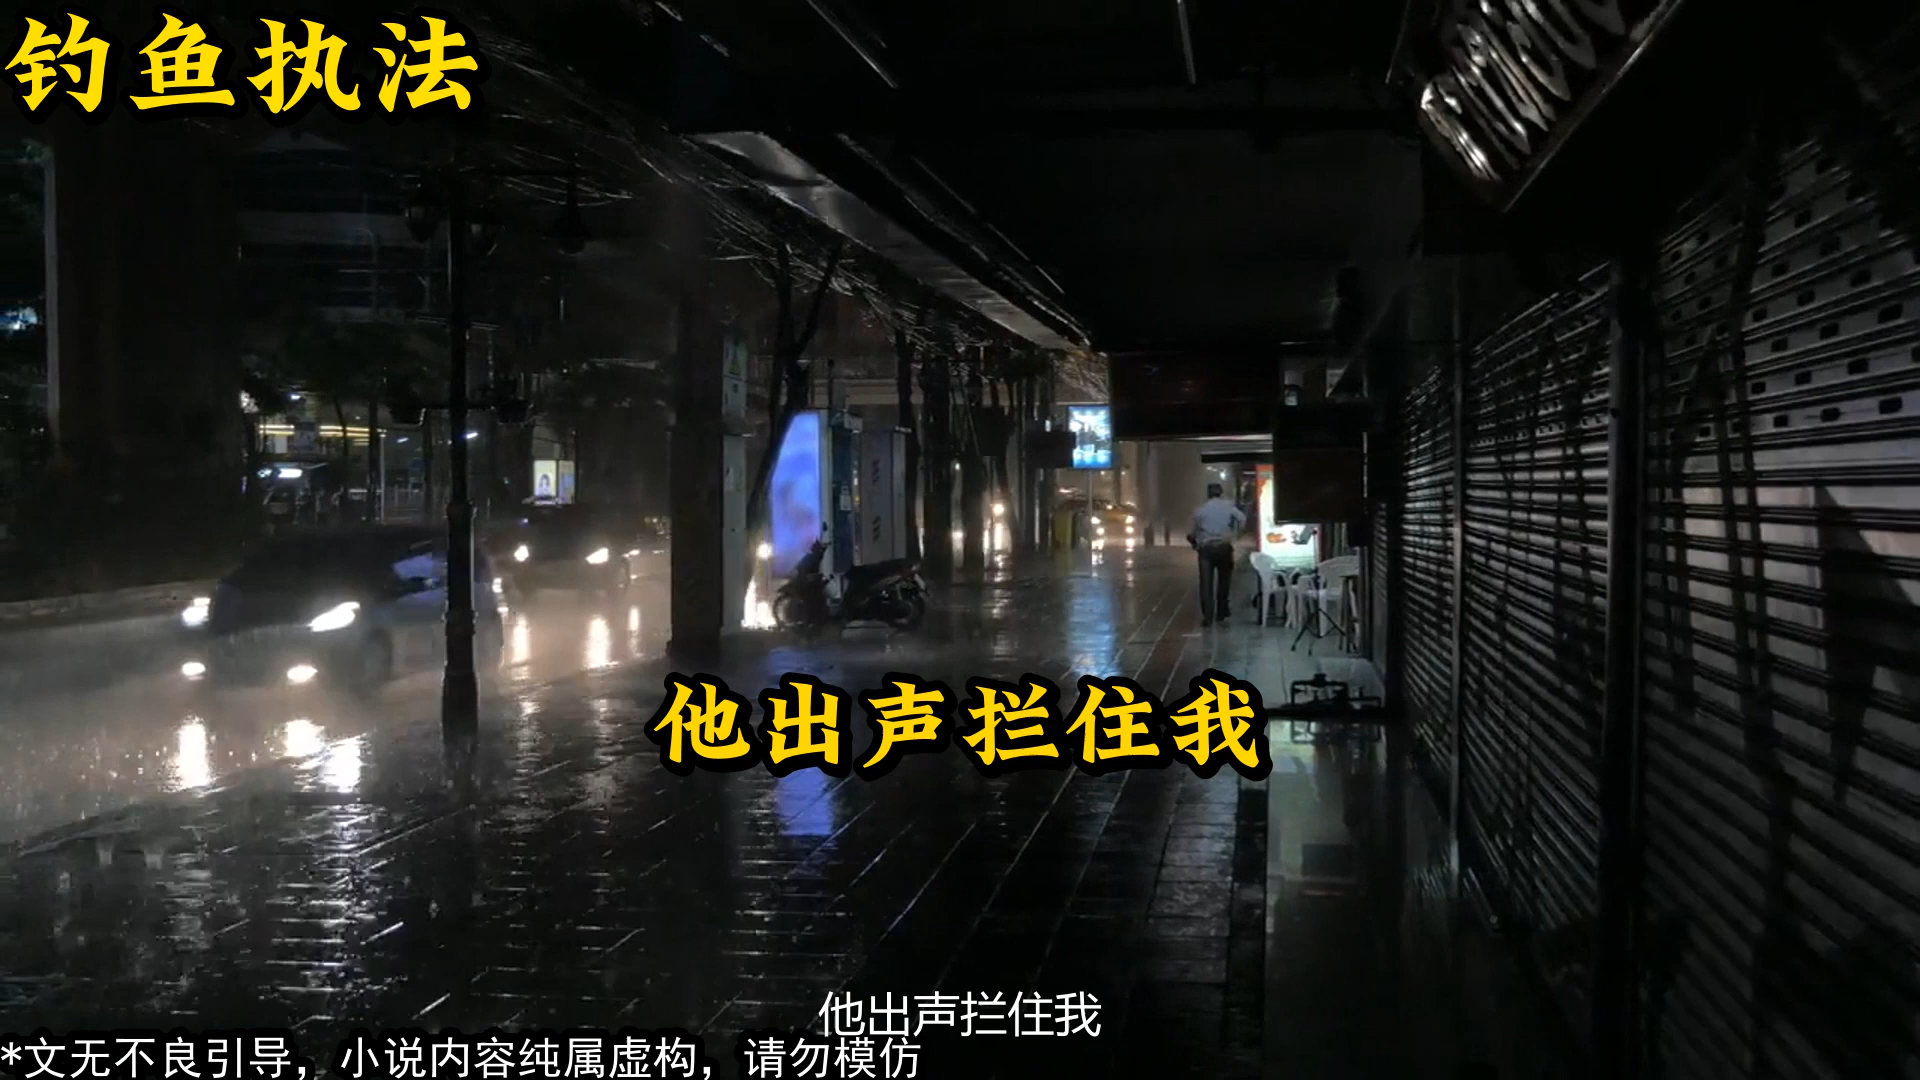 钓鱼执法
他出声拦住我
他出声拦住我
*文无不良引导，小说内容纯属虚构，请勿模仿